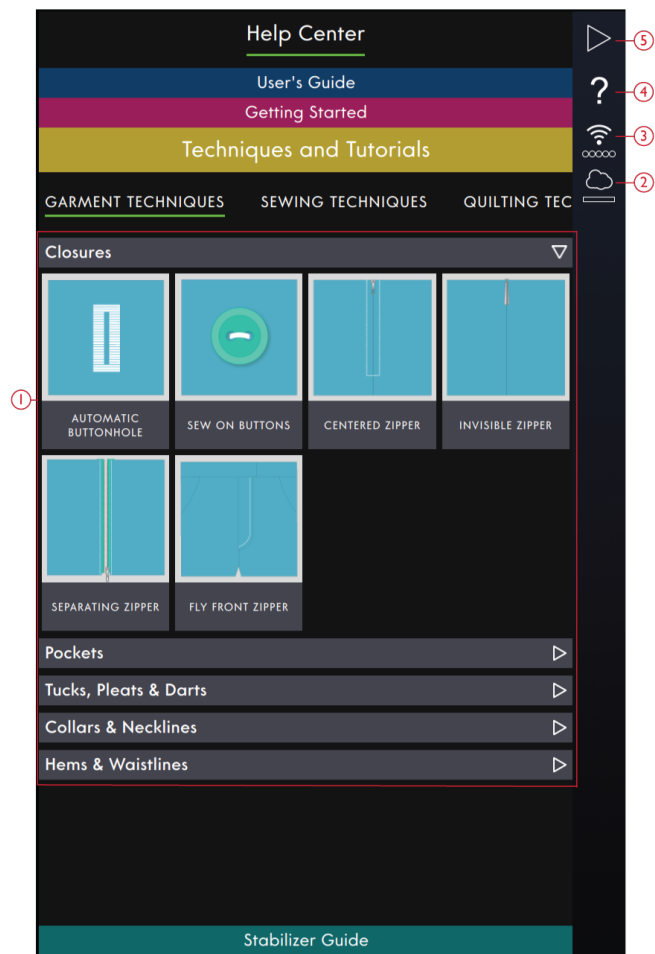 Help Center
User's Guide
Getting Started
Techniques and Tutorials
GARMENT TECHNIQUES SEWING TECHNIQUES QUILTING TEC
Closures
AUTOMATIC
BUTTONHOLE
SEW ON BUTTONS
CENTERED ZIPPER
INVISIBLE ZIPPER
SEPARATING ZIPPER
FLY FRONT ZIPPER
Pockets
Tucks, Pleats & Darts
Collars & Necklines
Hems & Waistlines
Stabilizer Guide
5
?
4
3
2
1